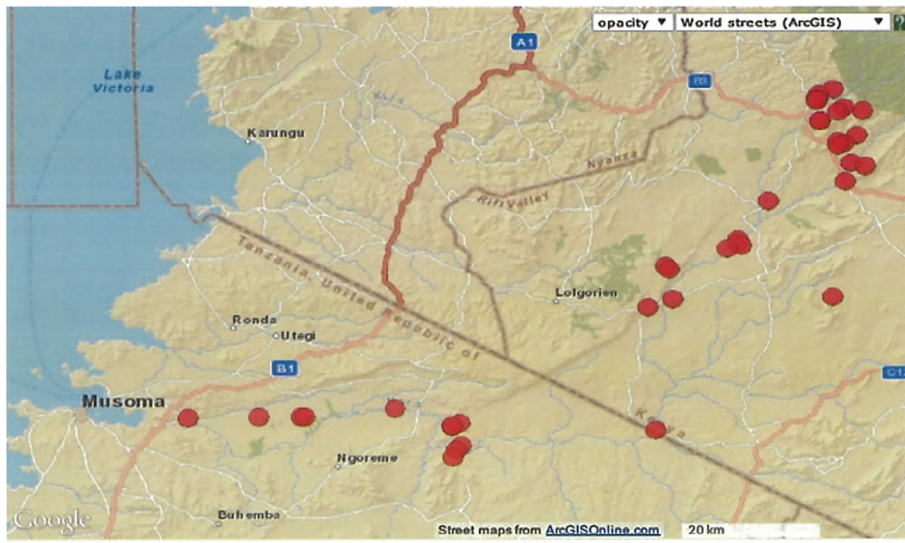 opacity ▼ World streets (ArcGIS) ▼ ?
A1
Lake
Victoria
B3
Karungu
Nyanza
Rift Valley
Tanzania, United Republic of
Lolgorien
Ronda
Utegi
B1
Musoma
Kenya
Ngoreme
Buhemba
Google
Street maps from ArcGISOnline.com
20 km